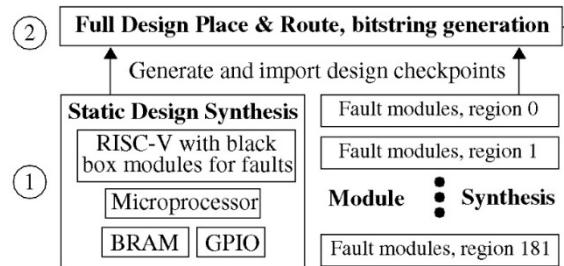 ② Full Design Place & Route, bitstring generation
Generate and import design checkpoints
① Static Design Synthesis
RISC-V with black
box modules for faults
Microprocessor
BRAM GPIO
Fault modules, region 0
Fault modules, region 1
Module Synthesis
Fault modules, region 181